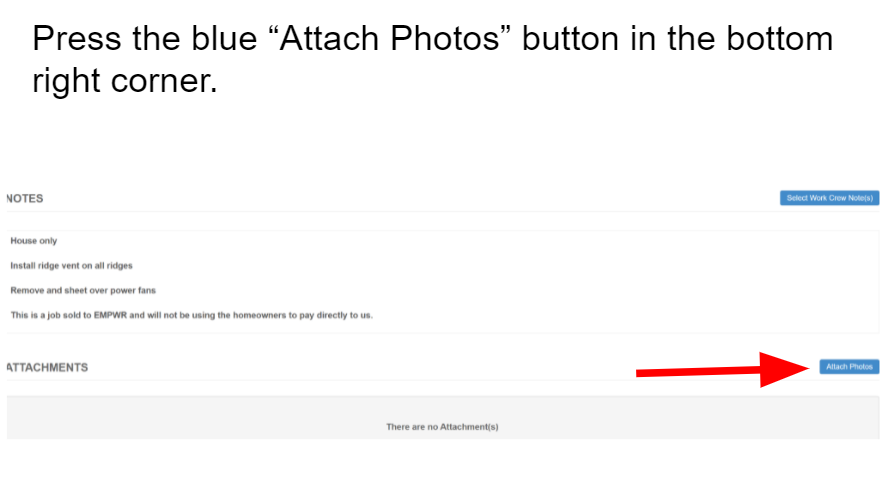 Press the blue “Attach Photos” button in the bottom
right corner.
NOTES
Select Work Crew Note(s)
House only
Install ridge vent on all ridges
Remove and sheet over power fans
This is a job sold to EMPWR and will not be using the homeowners to pay directly to us.
ATTACHMENTS
Attach Photos
There are no Attachment(s)